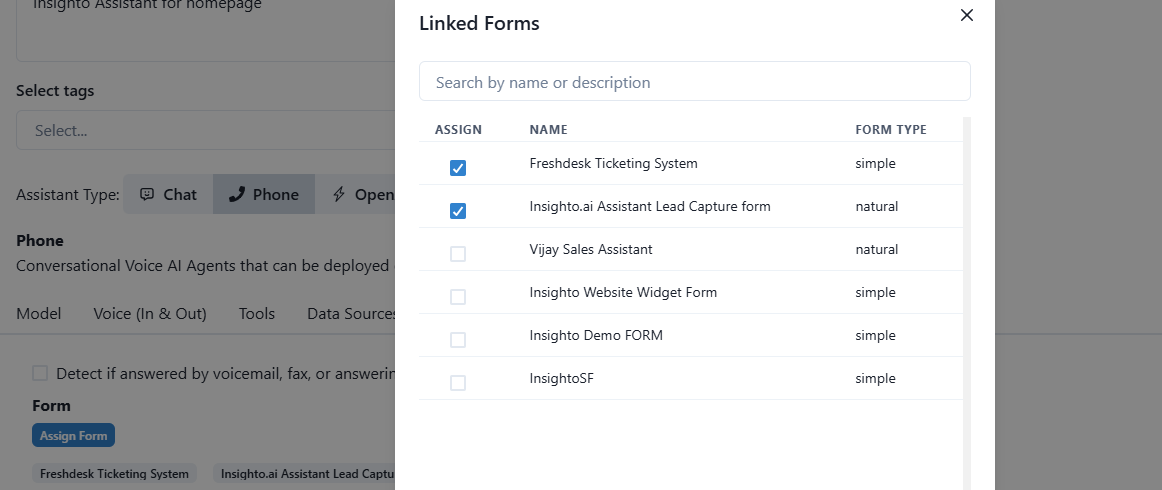 Insighto Assistant for homepage
Select tags
Select...
Assistant Type: Chat Phone Open
Phone
Conversational Voice AI Agents that can be deployed
Model Voice (In & Out) Tools Data Sources
Detect if answered by voicemail, fax, or answerin
Form
Assign Form
Freshdesk Ticketing System Insighto.ai Assistant Lead Captu
Linked Forms
Search by name or description
ASSIGN NAME FORM TYPE
Freshdesk Ticketing System simple
Insighto.ai Assistant Lead Capture form natural
Vijay Sales Assistant natural
Insighto Website Widget Form simple
Insighto Demo FORM simple
InsightoSF simple